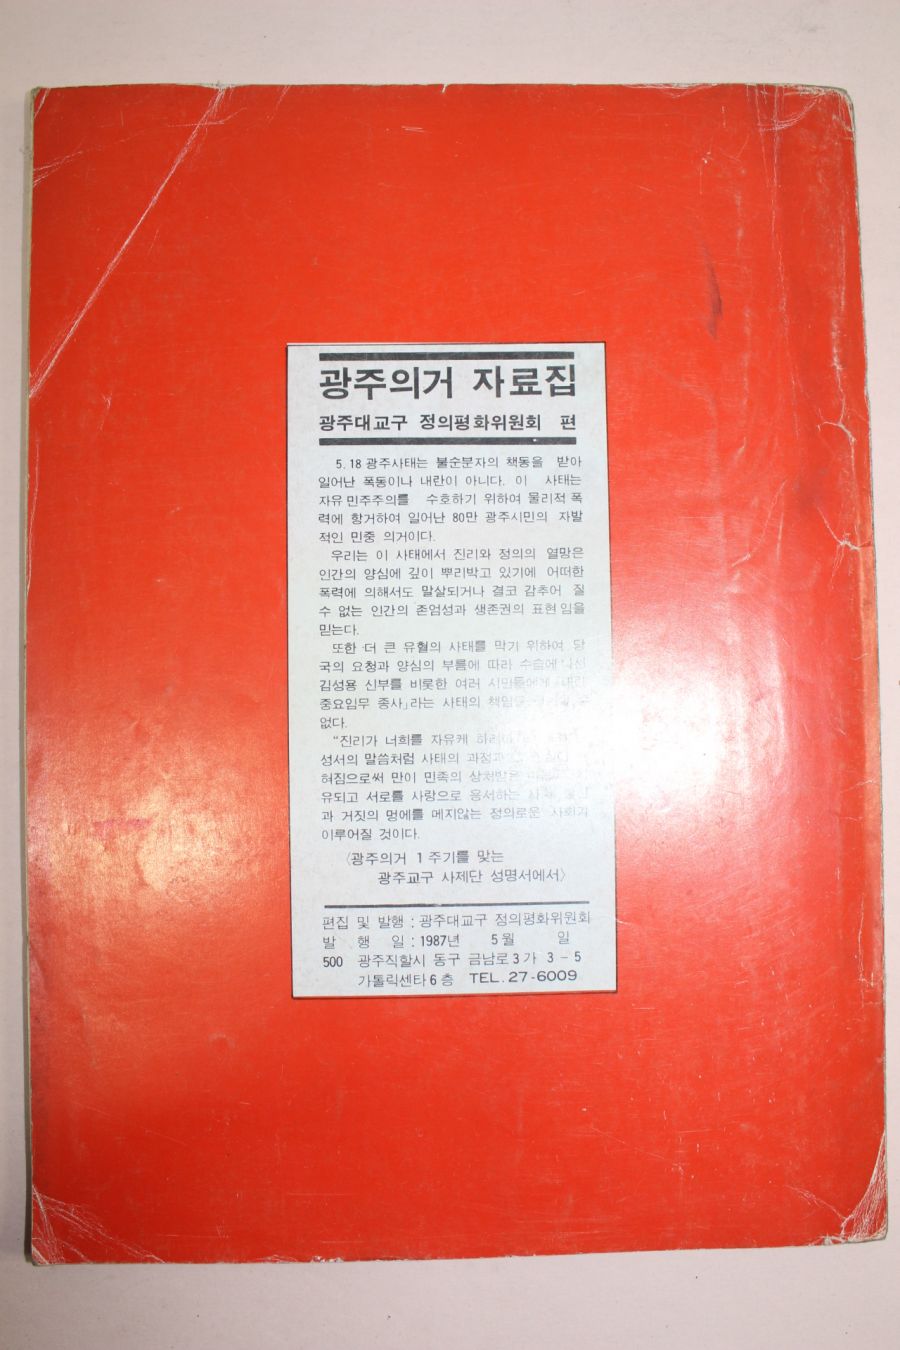 광주의거 자료집
광주대교구 정의평화위원회 편
5.18 광주사태는 불순분자의 책동을 받아
일어난 폭동이나 내란이 아니다. 이 사태는
자유 민주주의를 수호하기 위하여 물리적 폭
력에 항거하여 일어난 80만 광주시민의 자발
적인 민중 의거이다.
우리는 이 사태에서 진리와 정의의 열망은
인간의 양심에 깊이 뿌리박고 있기에 어떠한
폭력에 의해서도 말살되거나 결코 감추어 질
수 없는 인간의 존엄성과 생존권의 표현임을
믿는다.
또한 더 큰 유혈의 사태를 막기 위하여 당
국의 요청과 양심의 부름에 따라 수습에 나선
김성용 신부를 비롯한 여러 시민들에게
중요임무 종사」라는 사태의 책임을
없다.
“진리가 너희를 자유케 하리라
성서의 말씀처럼 사태의 과정과
혀짐으로써 만이 민족의 상처받은
유되고 서로를 사랑으로 용서하는
과 거짓의 멍에를 메지않는 정의로운 사회가
이루어질 것이다.
〈광주의거 1주기를 맞는
광주교구 사제단 성명서에서〉
편집 및 발행 : 광주대교구 정의평화위원회
발 행 일 : 1987년 5월 일
500 광주직할시 동구 금남로 3가 3-5
가톨릭센타 6층 TEL. 27-6009